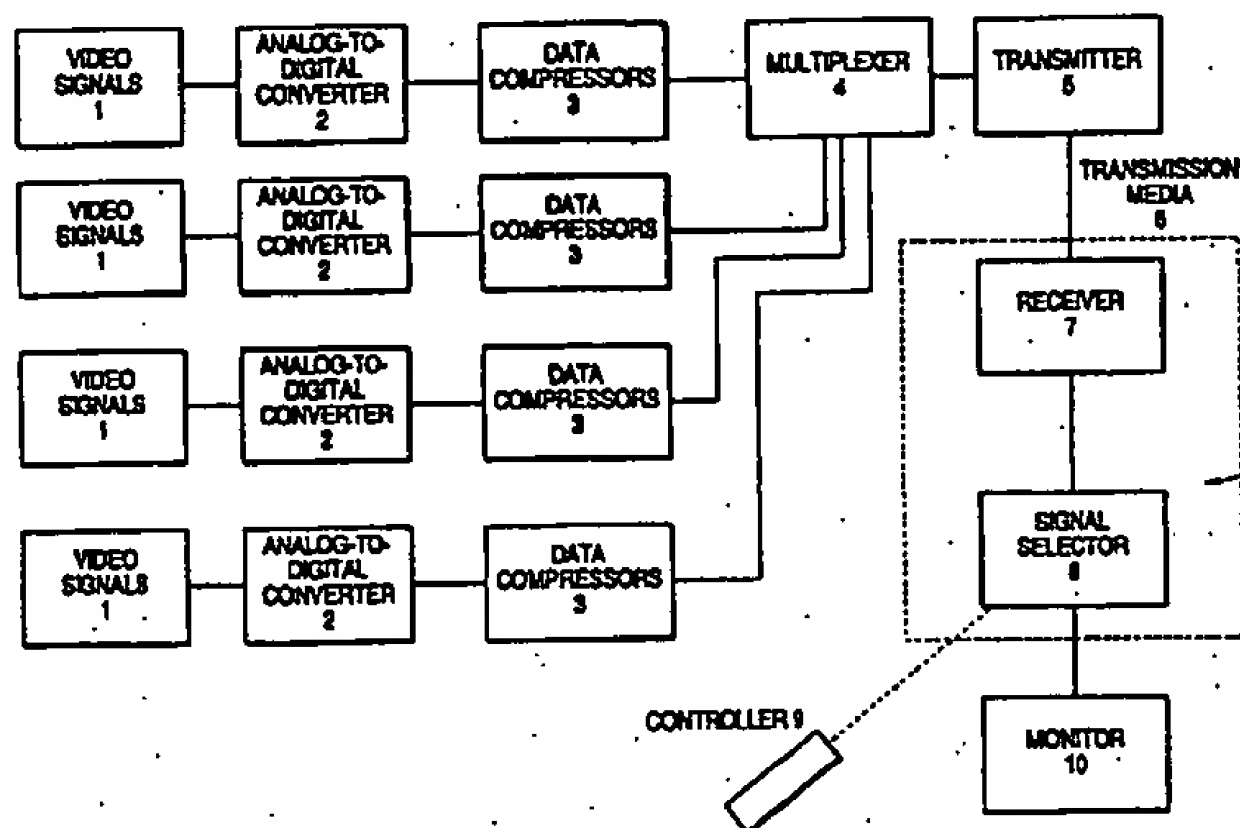 VIDEO
SIGNALS
1
ANALOG-TO-
DIGITAL
CONVERTER
2
DATA
COMPRESSORS
3
MULTIPLEXER
4
TRANSMITTER
5
VIDEO
SIGNALS
1
ANALOG-TO-
DIGITAL
CONVERTER
2
DATA
COMPRESSORS
3
TRANSMISSION
MEDIA
6
VIDEO
SIGNALS
1
ANALOG-TO-
DIGITAL
CONVERTER
2
DATA
COMPRESSORS
3
RECEIVER
7
VIDEO
SIGNALS
1
ANALOG-TO-
DIGITAL
CONVERTER
2
DATA
COMPRESSORS
3
SIGNAL
SELECTOR
8
CONTROLLER 9
MONITOR
10